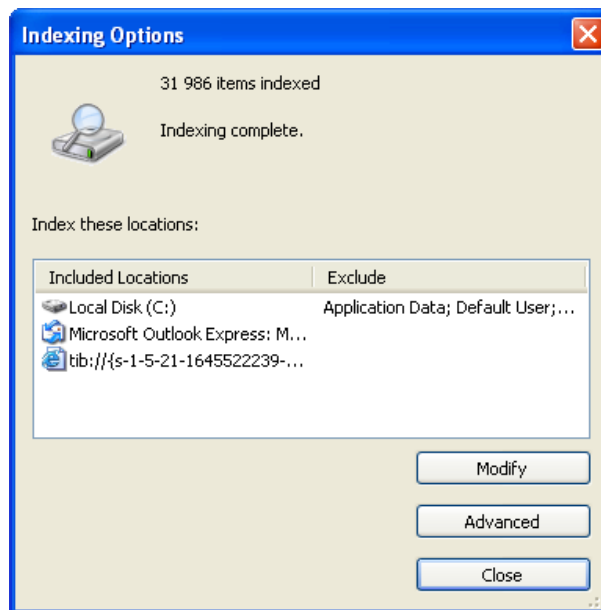 Indexing Options
31 986 items indexed
Indexing complete.
Index these locations:
Included Locations Exclude
Local Disk (C:) Application Data; Default User;...
Microsoft Outlook Express: M...
tib://{s-1-5-21-1645522239-...
Modify
Advanced
Close